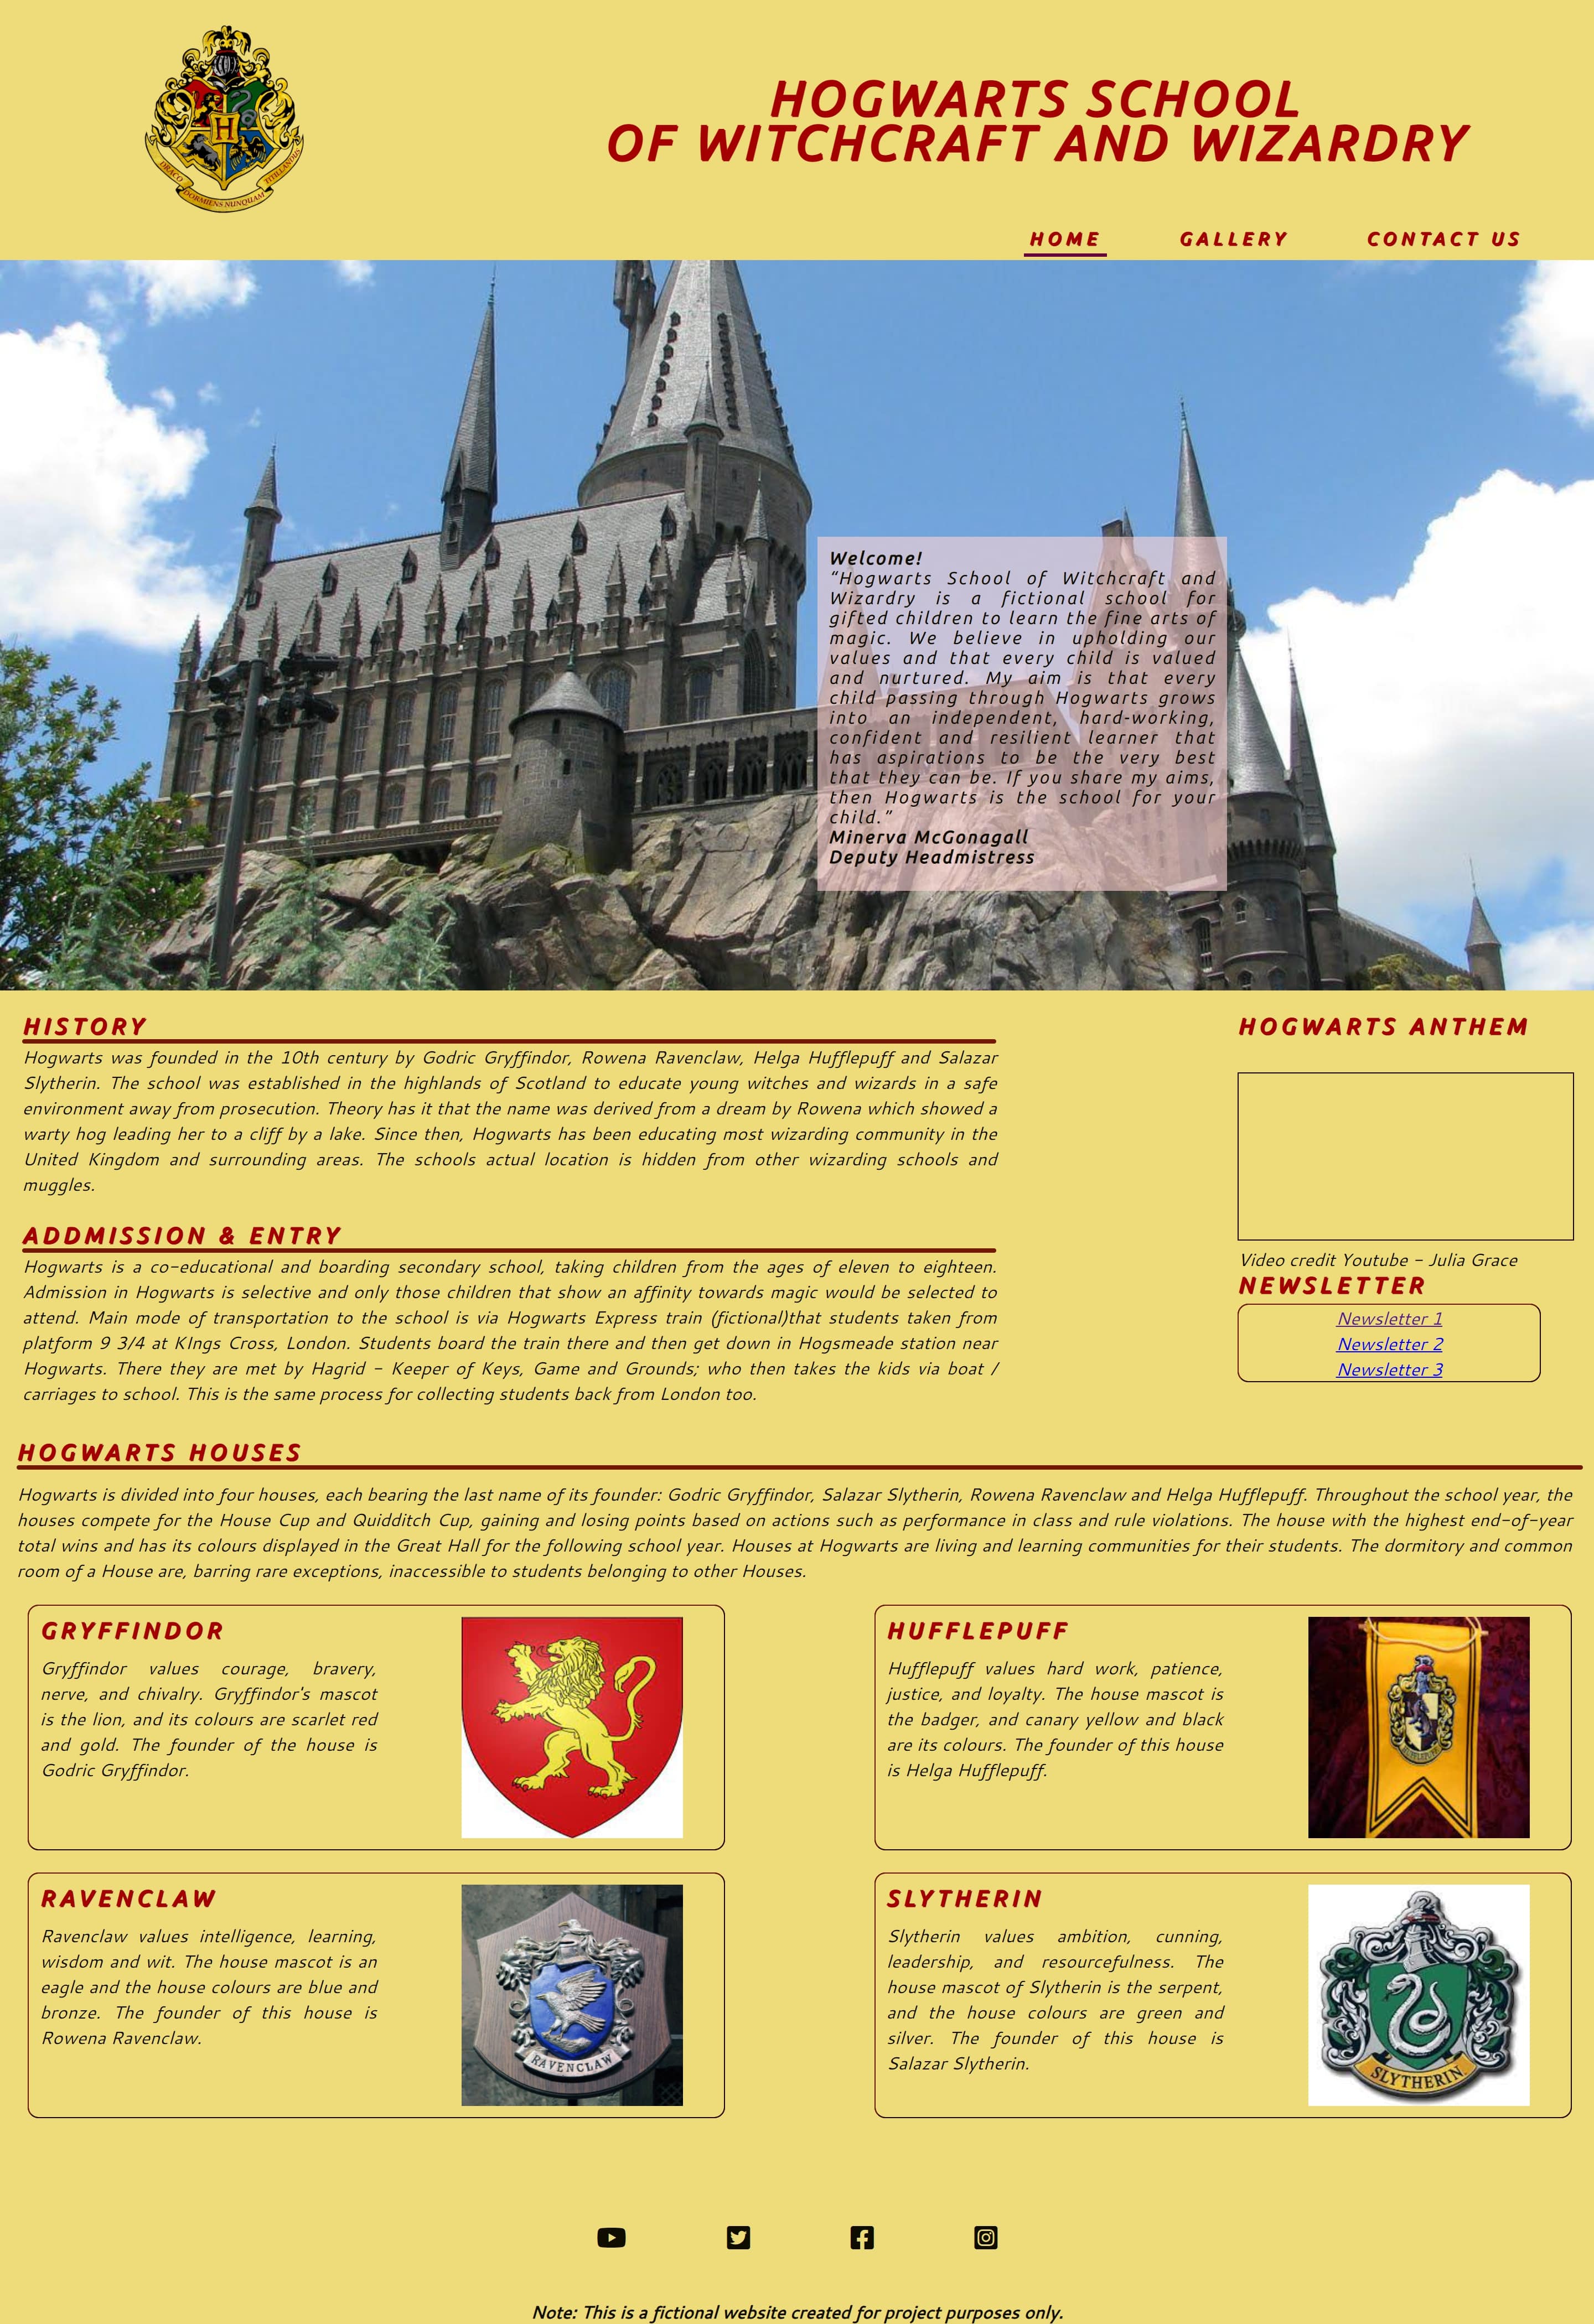 DRACO DORMIENS NUNQUAM TITILLANDUS
HOGWARTS SCHOOL
OF WITCHCRAFT AND WIZARDRY
HOME GALLERY CONTACT US
Welcome!
“Hogwarts School of Witchcraft and
Wizardry is a fictional school for
gifted children to learn the fine arts of
magic. We believe in upholding our
values and that every child is valued
and nurtured. My aim is that every
child passing through Hogwarts grows
into an independent, hard-working,
confident and resilient learner that
has aspirations to be the very best
that they can be. If you share my aims,
then Hogwarts is the school for your
child.”
Minerva McGonagall
Deputy Headmistress
HISTORY
Hogwarts was founded in the 10th century by Godric Gryffindor, Rowena Ravenclaw, Helga Hufflepuff and Salazar
Slytherin. The school was established in the highlands of Scotland to educate young witches and wizards in a safe
environment away from prosecution. Theory has it that the name was derived from a dream by Rowena which showed a
warty hog leading her to a cliff by a lake. Since then, Hogwarts has been educating most wizarding community in the
United Kingdom and surrounding areas. The schools actual location is hidden from other wizarding schools and
muggles.
ADDMISSION & ENTRY
Hogwarts is a co-educational and boarding secondary school, taking children from the ages of eleven to eighteen.
Admission in Hogwarts is selective and only those children that show an affinity towards magic would be selected to
attend. Main mode of transportation to the school is via Hogwarts Express train (fictional)that students taken from
platform 9 3/4 at KIngs Cross, London. Students board the train there and then get down in Hogsmeade station near
Hogwarts. There they are met by Hagrid - Keeper of Keys, Game and Grounds; who then takes the kids via boat /
carriages to school. This is the same process for collecting students back from London too.
HOGWARTS ANTHEM
Video credit Youtube - Julia Grace
NEWSLETTER
Newsletter 1
Newsletter 2
Newsletter 3
HOGWARTS HOUSES
Hogwarts is divided into four houses, each bearing the last name of its founder: Godric Gryffindor, Salazar Slytherin, Rowena Ravenclaw and Helga Hufflepuff. Throughout the school year, the
houses compete for the House Cup and Quidditch Cup, gaining and losing points based on actions such as performance in class and rule violations. The house with the highest end-of-year
total wins and has its colours displayed in the Great Hall for the following school year. Houses at Hogwarts are living and learning communities for their students. The dormitory and common
room of a House are, barring rare exceptions, inaccessible to students belonging to other Houses.
GRYFFINDOR
Gryffindor values courage, bravery,
nerve, and chivalry. Gryffindor's mascot
is the lion, and its colours are scarlet red
and gold. The founder of the house is
Godric Gryffindor.
HUFFLEPUFF
Hufflepuff values hard work, patience,
justice, and loyalty. The house mascot is
the badger, and canary yellow and black
are its colours. The founder of this house
is Helga Hufflepuff.
HUFFLEPUFF
RAVENCLAW
Ravenclaw values intelligence, learning,
wisdom and wit. The house mascot is an
eagle and the house colours are blue and
bronze. The founder of this house is
Rowena Ravenclaw.
RAVENCLAW
SLYTHERIN
Slytherin values ambition, cunning,
leadership, and resourcefulness. The
house mascot of Slytherin is the serpent,
and the house colours are green and
silver. The founder of this house is
Salazar Slytherin.
SLYTHERIN
Note: This is a fictional website created for project purposes only.